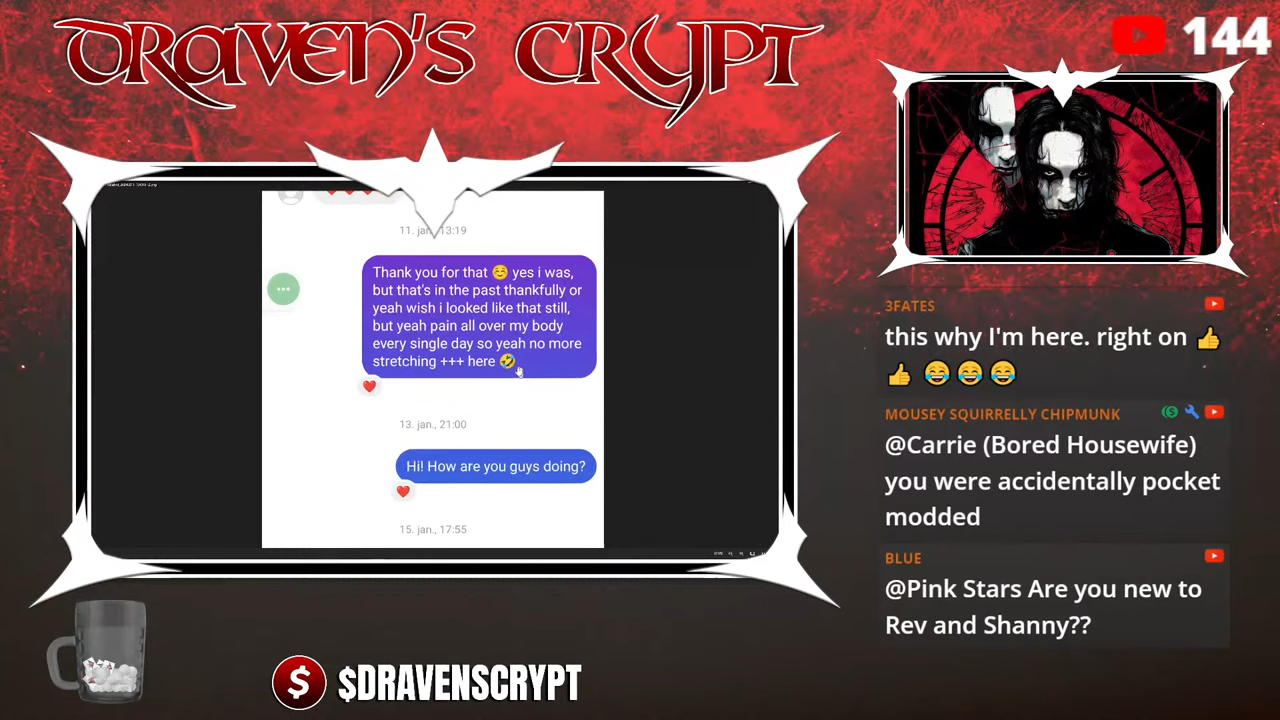 DRAVEN'S CRYPT
144
11. jan., 13:19
Thank you for that ☺️ yes i was,
but that's in the past thankfully or
yeah wish i looked like that still,
but yeah pain all over my body
every single day so yeah no more
stretching +++ here 🤣
13. jan., 21:00
Hi! How are you guys doing?
15. jan., 17:55
3FATES
this why I'm here. right on 👍
👍 😂 😂 😂
MOUSEY SQUIRRELLY CHIPMUNK
@Carrie (Bored Housewife)
you were accidentally pocket
modded
BLUE
@Pink Stars Are you new to
Rev and Shanny??
$ $DRAVENSCRYPT